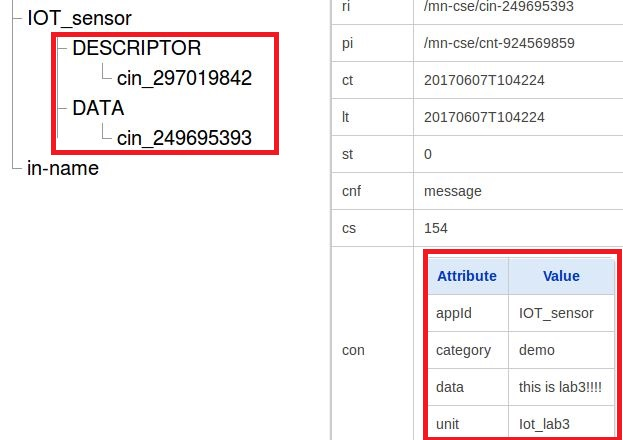 IOT_sensor
DESCRIPTOR
cin_297019842
DATA
cin_249695393
in-name
ri /mn-cse/cin-249695393
pi /mn-cse/cnt-924569859
ct 20170607T104224
lt 20170607T104224
st 0
cnf message
cs 154
con
Attribute Value
appId IOT_sensor
category demo
data this is lab3!!!!
unit Iot_lab3